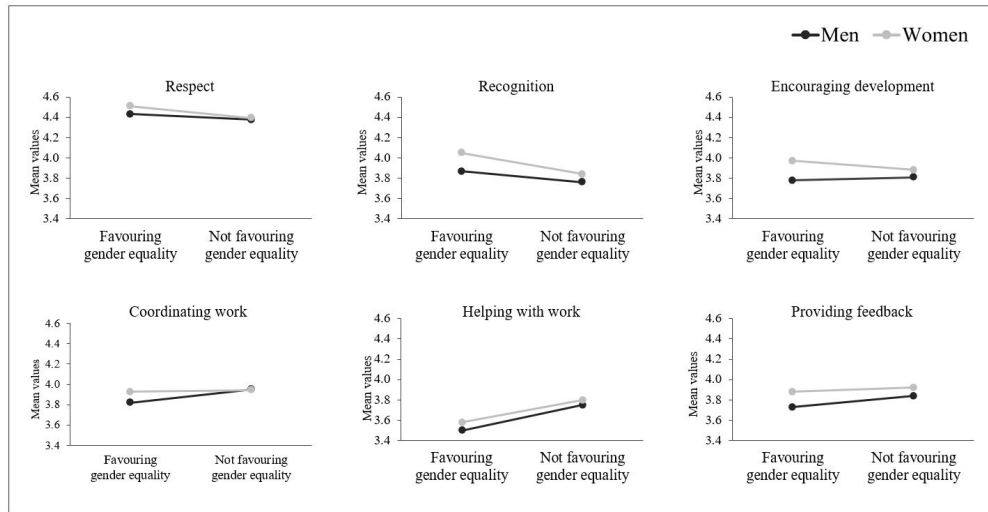 Men Women
Respect
Mean values
4.6
4.4
4.2
4.0
3.8
3.6
3.4
Favouring gender equality
Not favouring gender equality
Recognition
Mean values
4.6
4.4
4.2
4.0
3.8
3.6
3.4
Favouring gender equality
Not favouring gender equality
Encouraging development
Mean values
4.6
4.4
4.2
4.0
3.8
3.6
3.4
Favouring gender equality
Not favouring gender equality
Coordinating work
Mean values
4.6
4.4
4.2
4.0
3.8
3.6
3.4
Favouring gender equality
Not favouring gender equality
Helping with work
Mean values
4.6
4.4
4.2
4.0
3.8
3.6
3.4
Favouring gender equality
Not favouring gender equality
Providing feedback
Mean values
4.6
4.4
4.2
4.0
3.8
3.6
3.4
Favouring gender equality
Not favouring gender equality